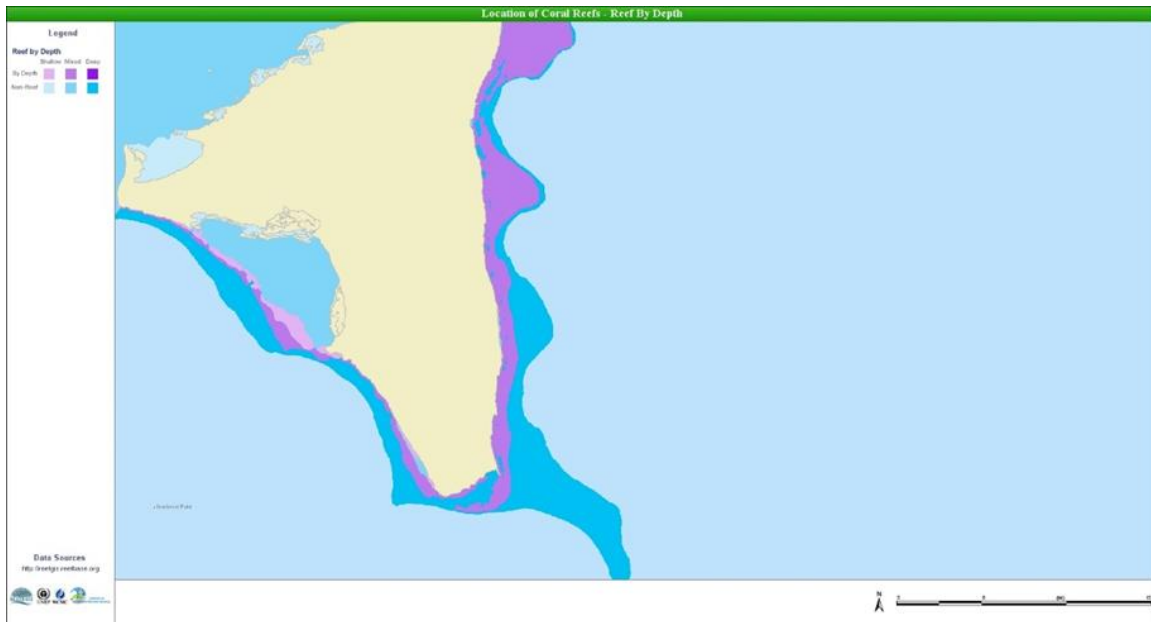 Location of Coral Reefs - Reef By Depth
Legend
Reef by Depth
Shallow Mixed Deep
By Depth
Non-Reef
Data Sources
http://reefgis.reefbase.org
N